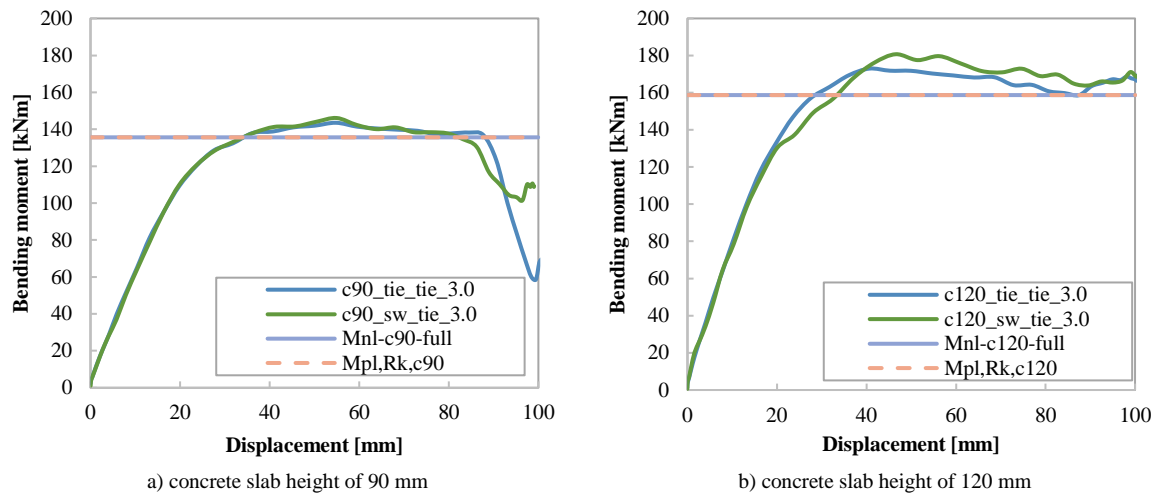 160
140
120
100
80
60
40
20
0
Bending moment [kNm]
c90_tie_tie_3.0
c90_sw_tie_3.0
Mnl-c90-full
Mpl,Rk,c90
0 20 40 60 80 100
Displacement [mm]
a) concrete slab height of 90 mm
200
180
160
140
120
100
80
60
40
20
0
Bending moment [kNm]
c120_tie_tie_3.0
c120_sw_tie_3.0
Mnl-c120-full
Mpl,Rk,c120
0 20 40 60 80 100
Displacement [mm]
b) concrete slab height of 120 mm